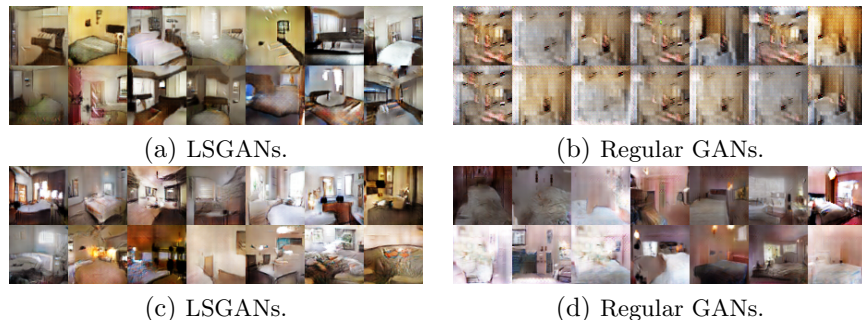 (a) LSGANs.
(b) Regular GANs.
(c) LSGANs.
(d) Regular GANs.